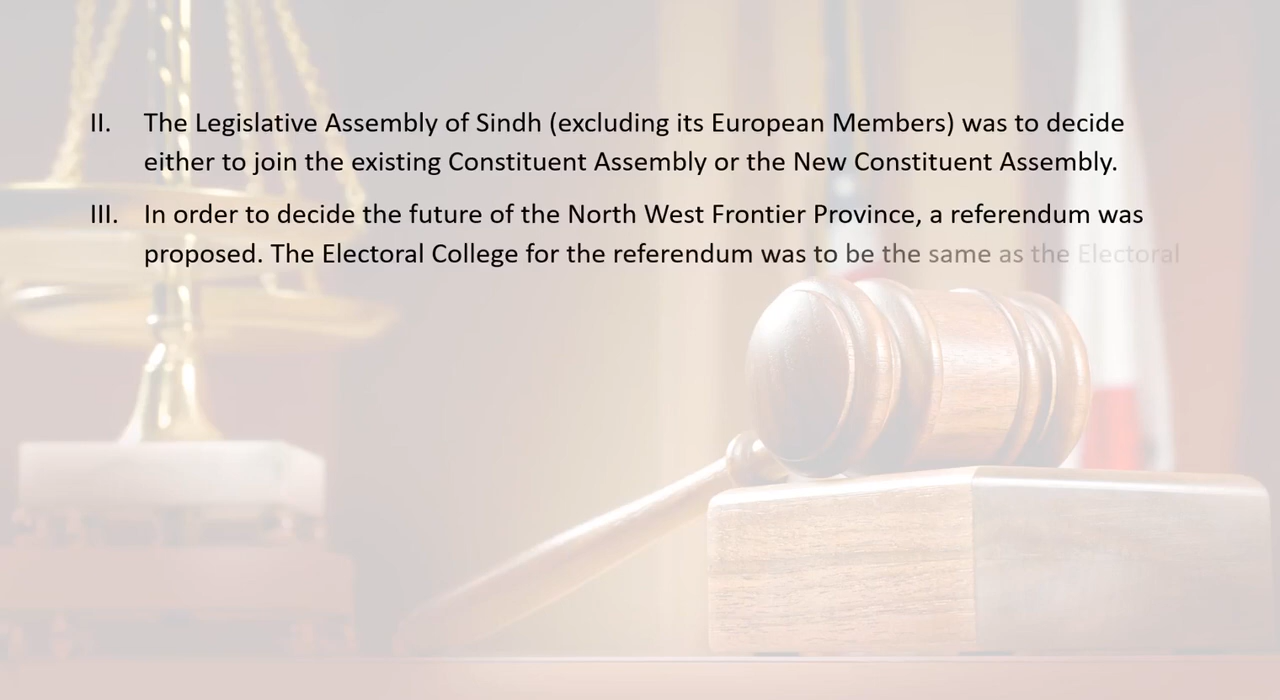 II. The Legislative Assembly of Sindh (excluding its European Members) was to decide
either to join the existing Constituent Assembly or the New Constituent Assembly.
III. In order to decide the future of the North West Frontier Province, a referendum was
proposed. The Electoral College for the referendum was to be the same as the Electoral